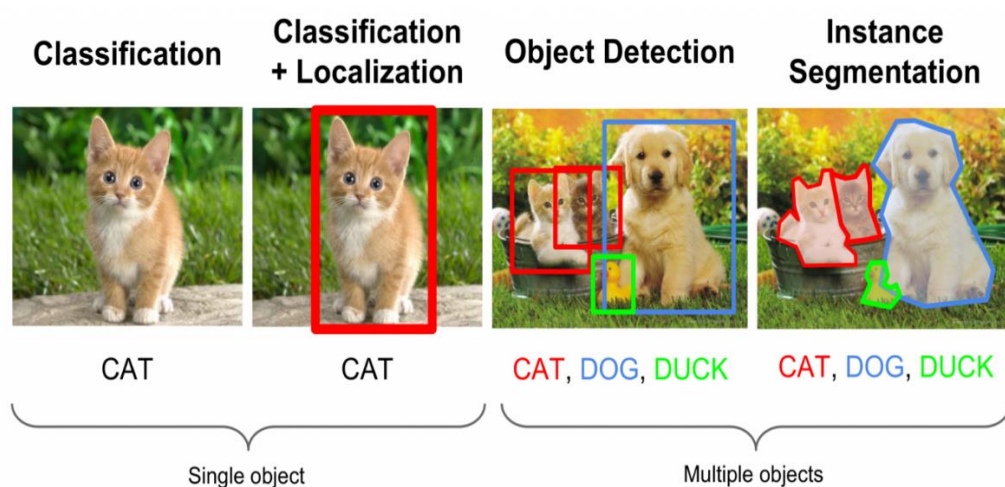 Classification
Classification
+ Localization
Object Detection
Instance
Segmentation
CAT
CAT
CAT, DOG, DUCK
CAT, DOG, DUCK
Single object
Multiple objects